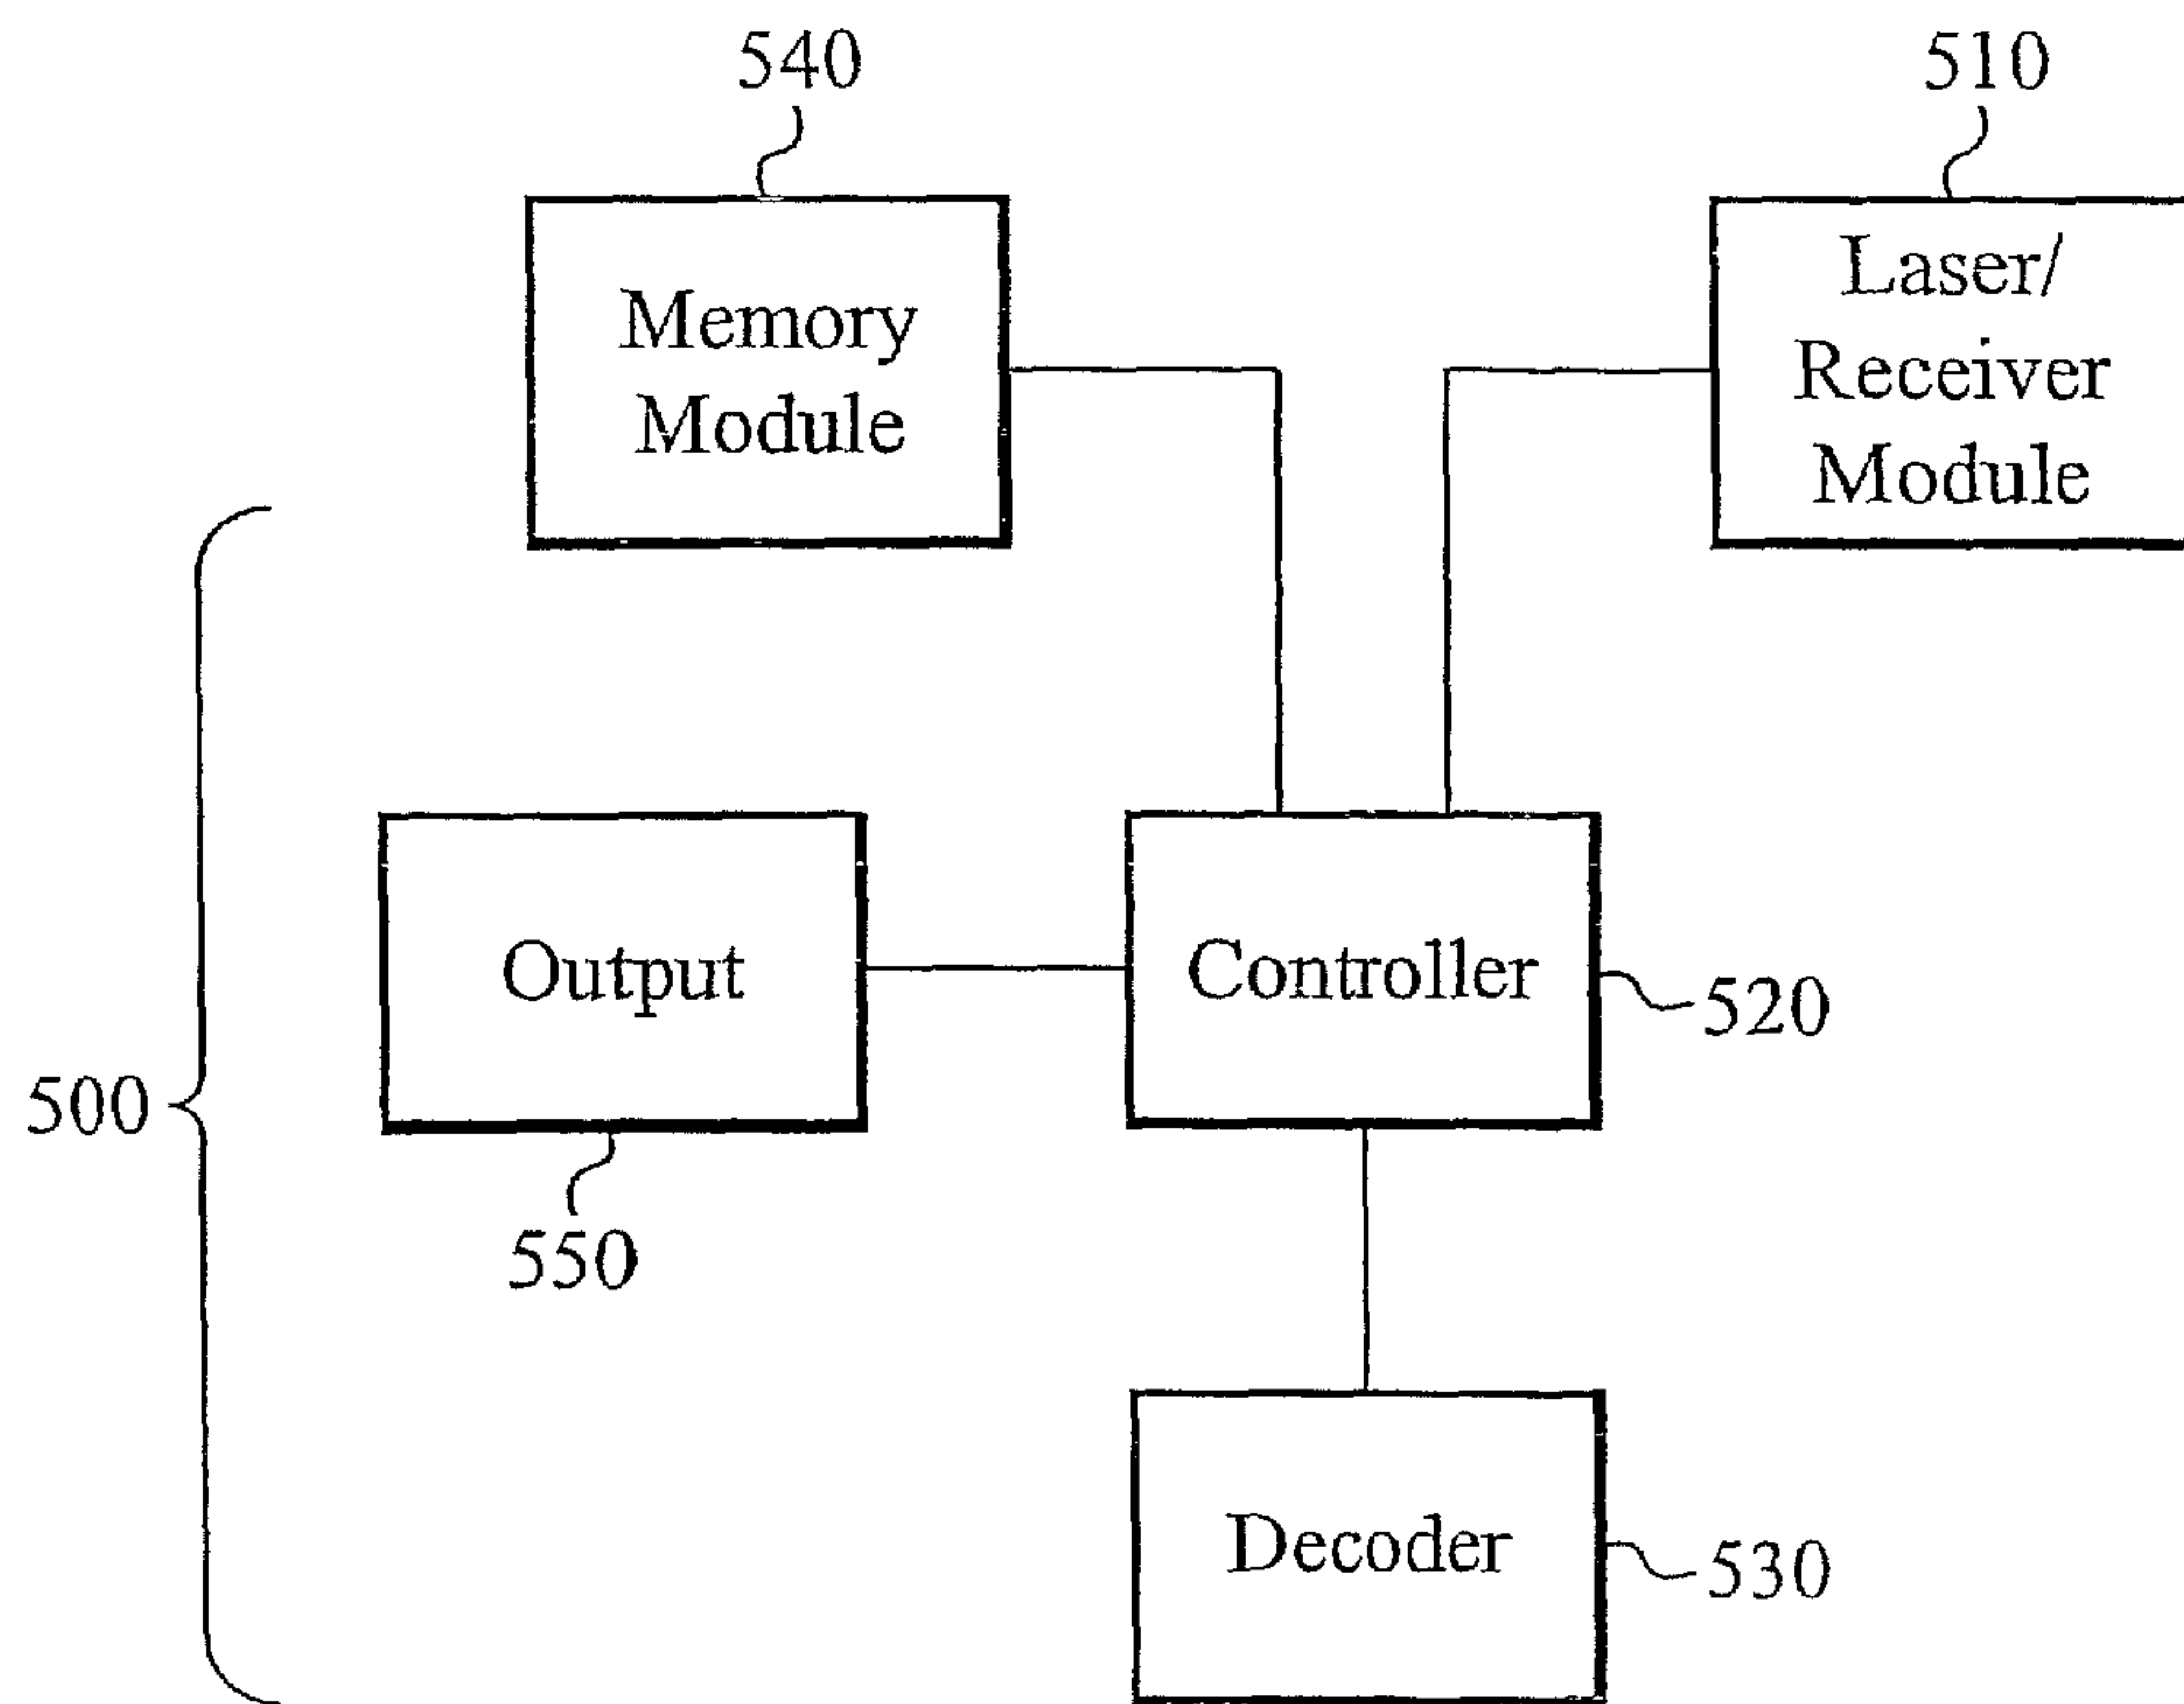 540
510
Memory
Module
Laser/
Receiver
Module
Output
Controller
520
500
550
Decoder
530